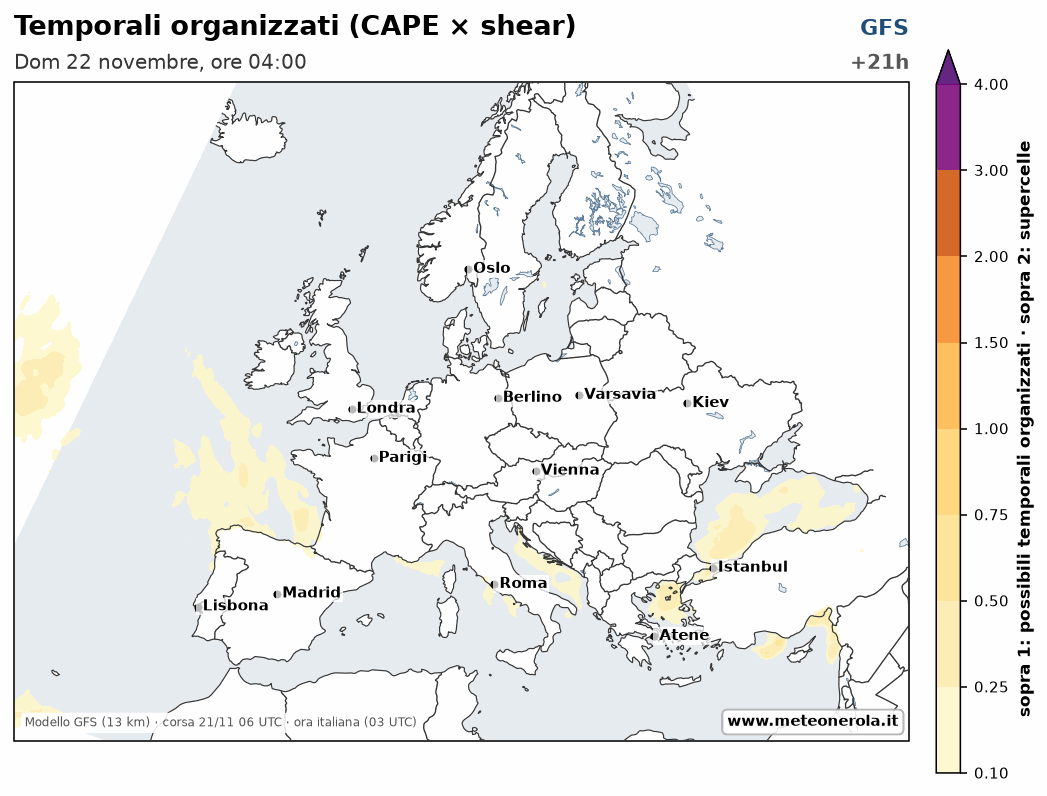 Temporali organizzati (CAPE × shear)
GFS
Dom 22 novembre, ore 04:00
+21h
4.00
3.00
2.00
1.50
1.00
0.75
0.50
0.25
0.10
sopra 1: possibili temporali organizzati · sopra 2: supercelle
Oslo
Berlino
Varsavia
Kiev
Londra
Parigi
Vienna
Istanbul
Roma
Madrid
Lisbona
Atene
Modello GFS (13 km) · corsa 21/11 06 UTC · ora italiana (03 UTC)
www.meteonerola.it